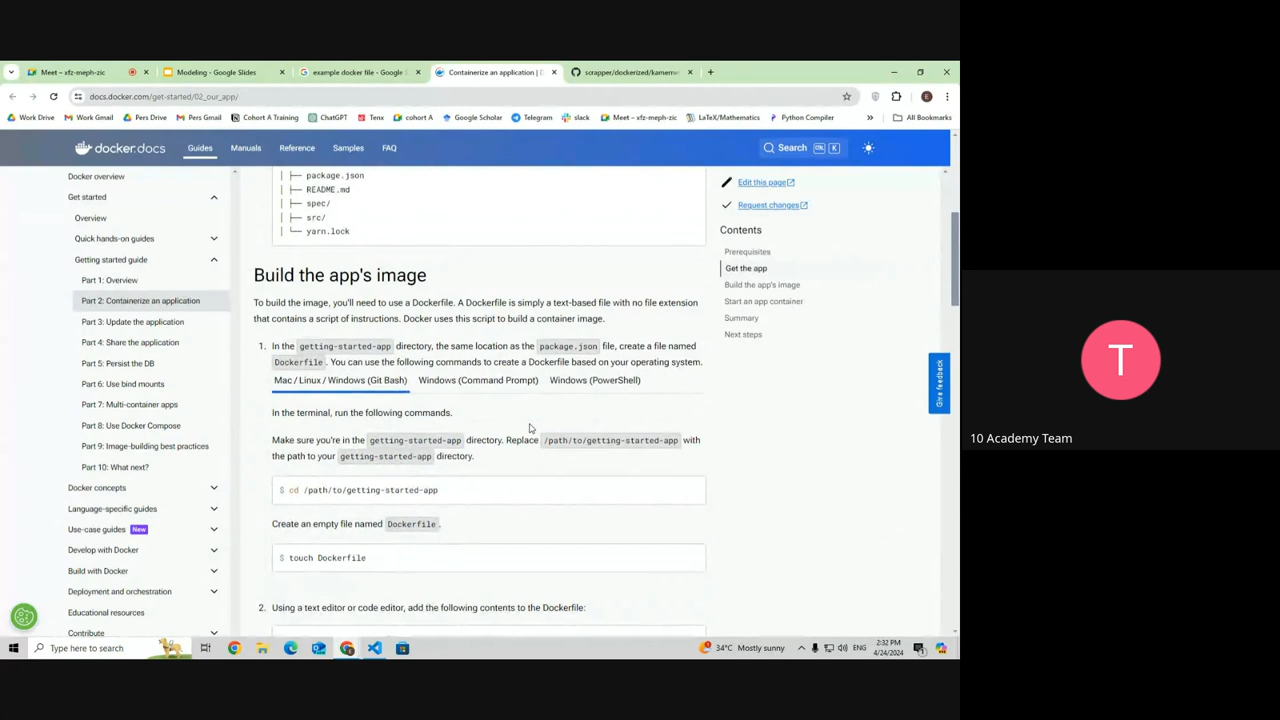 Meet – xfz-meph-zic
Modeling - Google Slides
example docker file - Google S
Containerize an application | D
scrapper/dockerized/kamerne
docs.docker.com/get-started/02_our_app/
Work Drive
Work Gmail
Pers Drive
Pers Gmail
Cohort A Training
ChatGPT
Tenx
cohort A
Google Scholar
Telegram
slack
Meet – xfz-meph-zic
LaTeX/Mathematics
Python Compiler
»
All Bookmarks
docker.docs
Guides
Manuals
Reference
Samples
FAQ
Search Ctrl K
Docker overview
Get started
Overview
Quick hands-on guides
Getting started guide
Part 1: Overview
Part 2: Containerize an application
Part 3: Update the application
Part 4: Share the application
Part 5: Persist the DB
Part 6: Use bind mounts
Part 7: Multi-container apps
Part 8: Use Docker Compose
Part 9: Image-building best practices
Part 10: What next?
Docker concepts
Language-specific guides
Use-case guides New
Develop with Docker
Build with Docker
Deployment and orchestration
Educational resources
Contribute
│ ├── package.json
│ ├── README.md
│ ├── spec/
│ ├── src/
│ └── yarn.lock
Build the app's image
To build the image, you'll need to use a Dockerfile. A Dockerfile is simply a text-based file with no file extension
that contains a script of instructions. Docker uses this script to build a container image.
1. In the getting-started-app directory, the same location as the package.json file, create a file named
Dockerfile. You can use the following commands to create a Dockerfile based on your operating system.
Mac / Linux / Windows (Git Bash) Windows (Command Prompt) Windows (PowerShell)
In the terminal, run the following commands.
Make sure you're in the getting-started-app directory. Replace /path/to/getting-started-app with
the path to your getting-started-app directory.
$ cd /path/to/getting-started-app
Create an empty file named Dockerfile.
$ touch Dockerfile
2. Using a text editor or code editor, add the following contents to the Dockerfile:
Edit this page
Request changes
Contents
Prerequisites
Get the app
Build the app's image
Start an app container
Summary
Next steps
Give feedback
Type here to search
34°C Mostly sunny
ENG
2:32 PM
4/24/2024
T
10 Academy Team